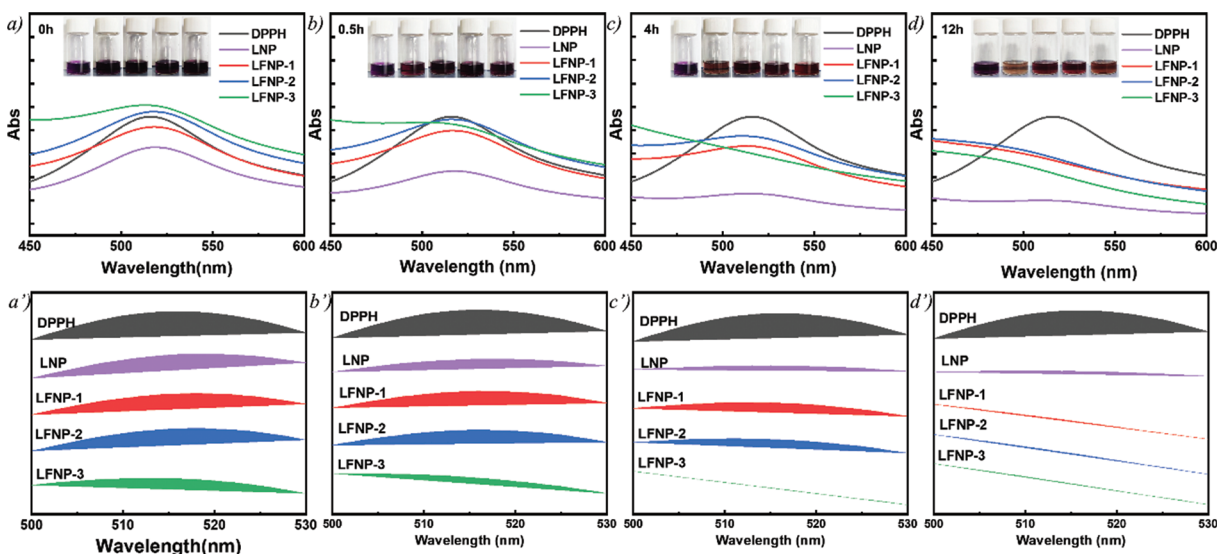 a)
0h
DPPH
LNP
LFNP-1
LFNP-2
LFNP-3
Abs
450
500
550
600
Wavelength(nm)
b)
0.5h
DPPH
LNP
LFNP-1
LFNP-2
LFNP-3
450
500
550
600
Wavelength (nm)
c)
4h
DPPH
LNP
LFNP-1
LFNP-2
LFNP-3
450
500
550
600
Wavelength (nm)
d)
12h
DPPH
LNP
LFNP-1
LFNP-2
LFNP-3
Abs
450
500
550
600
Wavelength (nm)
a’)
DPPH
LNP
LFNP-1
LFNP-2
LFNP-3
500
510
520
530
Wavelength(nm)
b’)
DPPH
LNP
LFNP-1
LFNP-2
LFNP-3
500
510
520
530
Wavelength(nm)
c’)
DPPH
LNP
LFNP-1
LFNP-2
LFNP-3
500
510
520
530
Wavelength(nm)
d’)
DPPH
LNP
LFNP-1
LFNP-2
LFNP-3
500
510
520
530
Wavelength(nm)